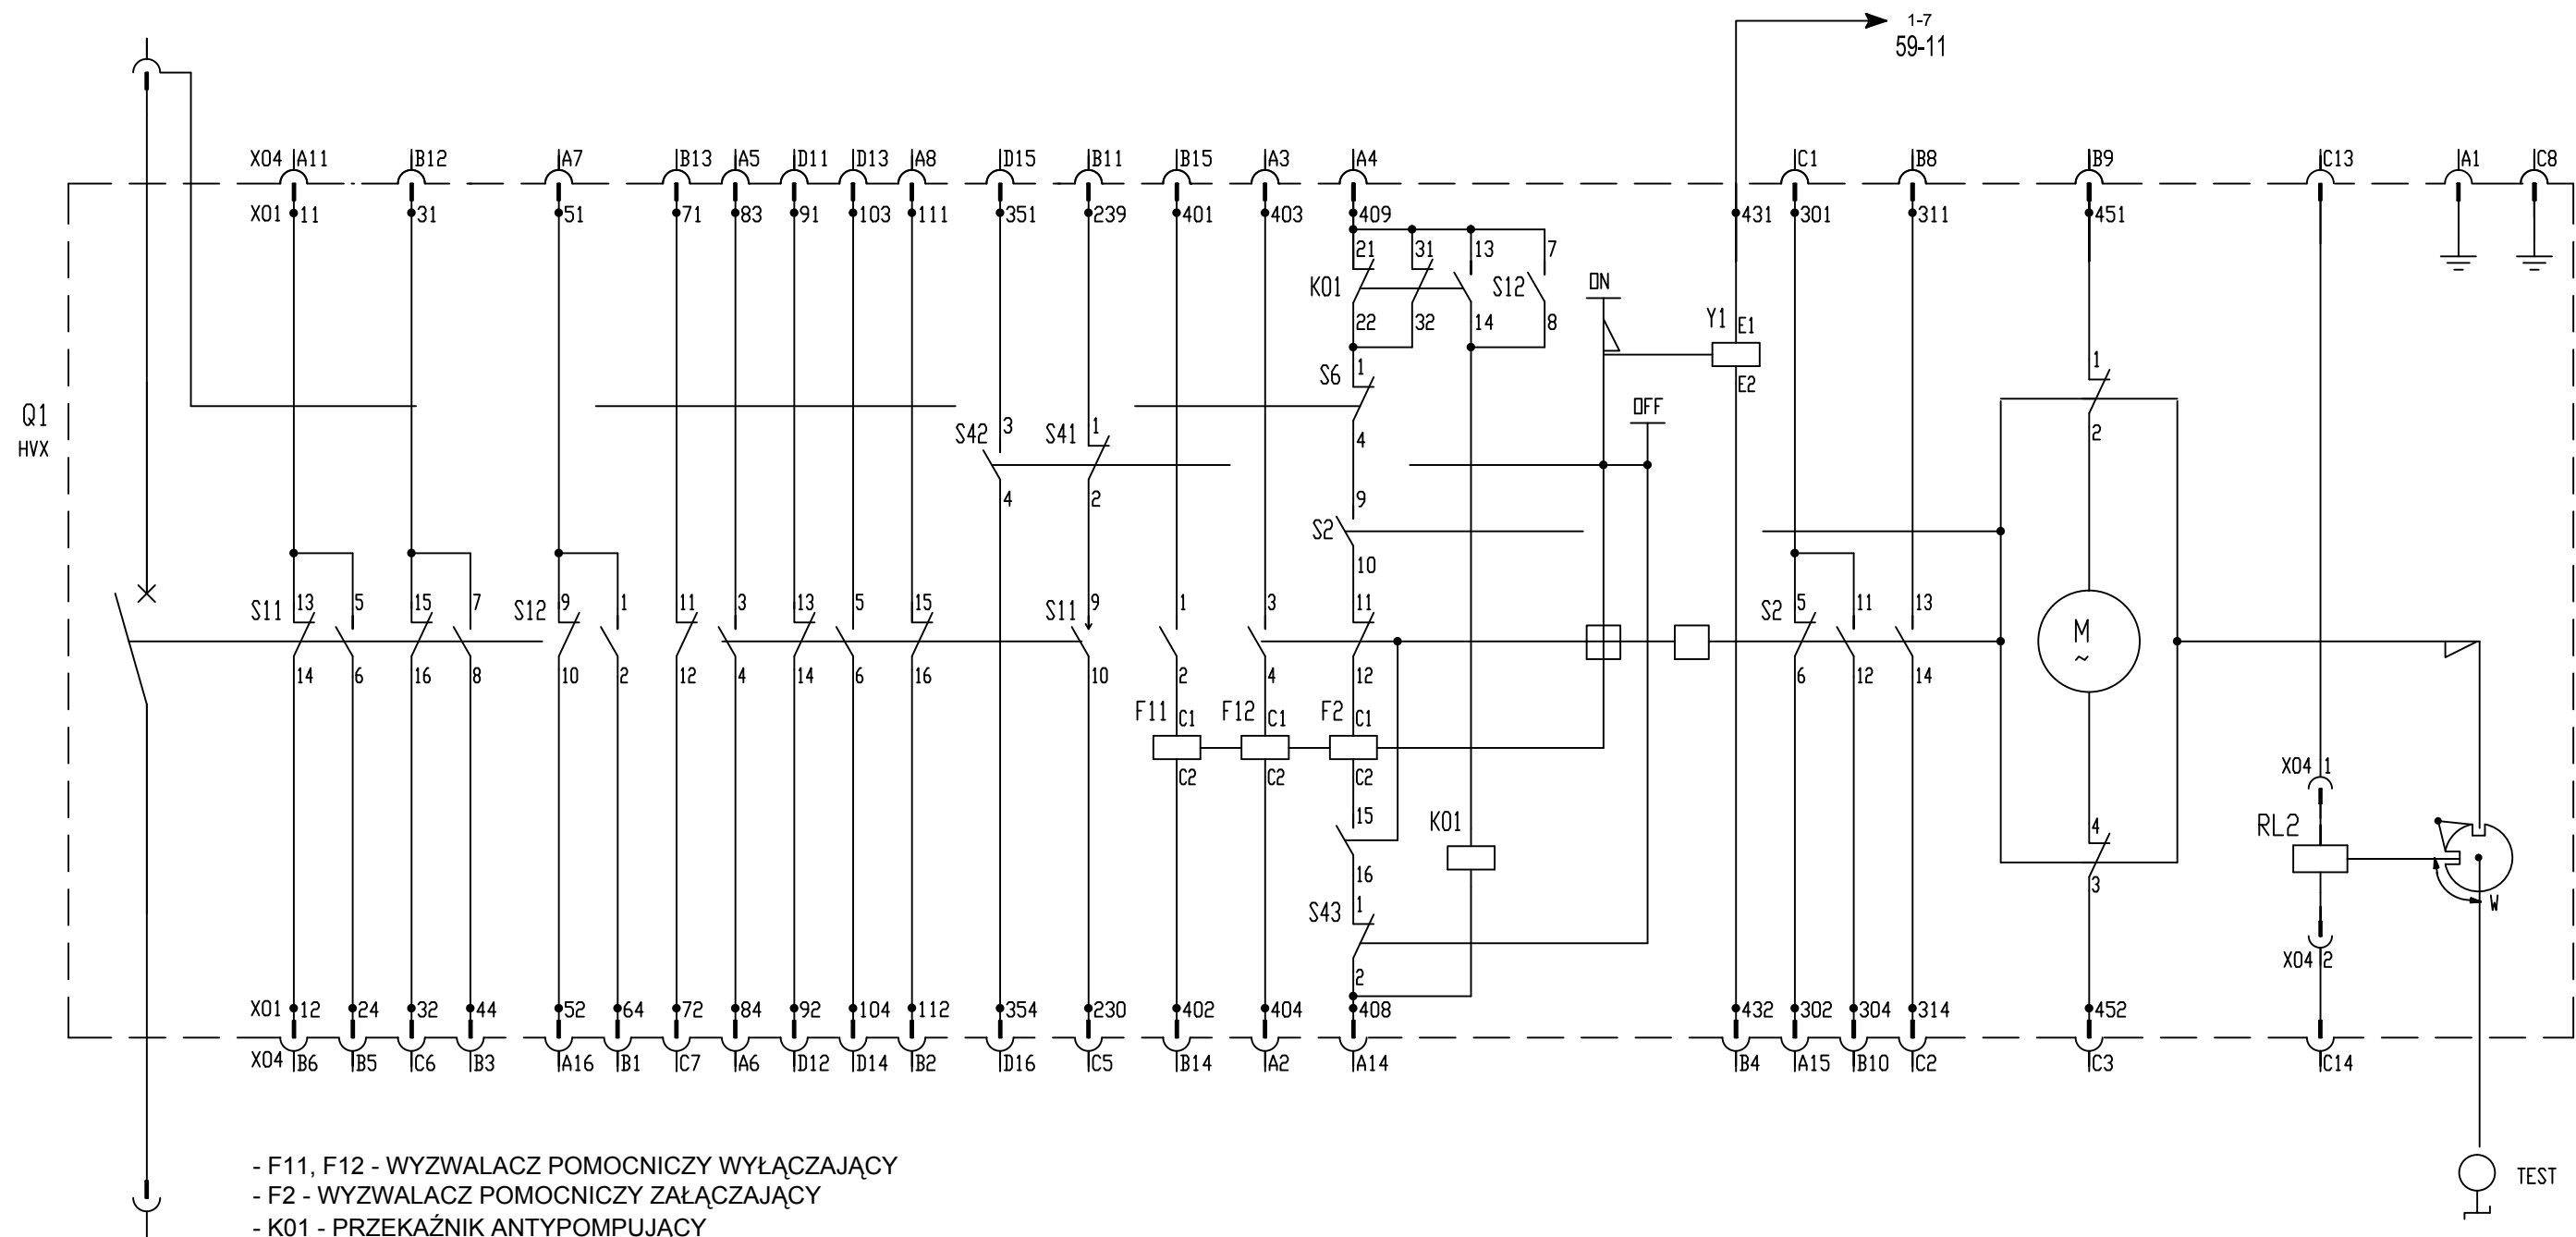 1-7
59-11
X04 A11 B12 A7 B13 A5 D11 D13 A8 D15 B11 B15 A3 A4 C1 B8 B9 C13 A1 C8
X01 11 31 51 71 83 91 103 111 351 239 401 403 409 431 301 311 451
21 31 13 7
K01 S12 ON
22 32 14 8 Y1 E1
S6 1 1
E2
Q1 OFF
HVX
S42 3 S41 1 4 2
4 2 9
S2
10
S11 13 5 15 7 S12 9 1 11 3 13 5 15 S11 9 1 3 11 S2 5 11 13
M
~
14 6 16 8 10 2 12 4 14 6 16 10 2 4 12 6 12 14
F11 C1 F12 C1 F2 C1
C2 C2 C2 X04 1
15 K01 4 RL2
16 3
S43 1 W
2 X04 2
X01 12 24 32 44 52 64 72 84 92 104 112 354 230 402 404 408 432 302 304 314 452
X04 B6 B5 C6 B3 A16 B1 C7 A6 D12 D14 B2 D16 C5 B14 A2 A14 B4 A15 B10 C2 C3 C14
- F11, F12 - WYZWALACZ POMOCNICZY WYŁĄCZAJĄCY
TEST
- F2 - WYZWALACZ POMOCNICZY ZAŁĄCZAJĄCY
- K01 - PRZEKAŹNIK ANTYPOMPUJĄCY